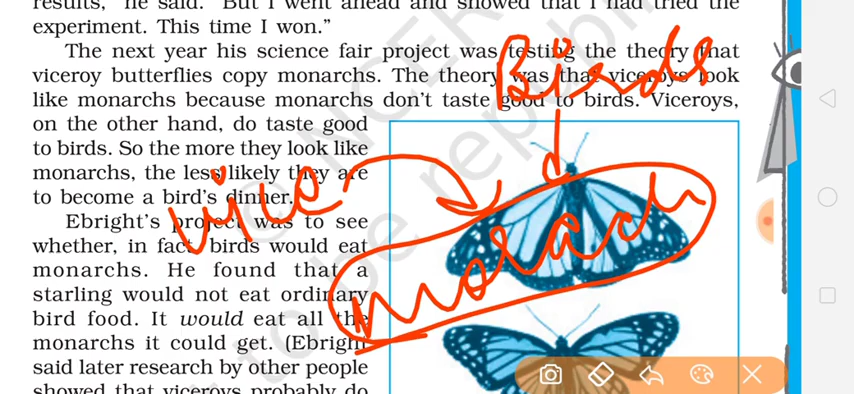 results," he said. "But I went ahead and showed that I had tried the
experiment. This time I won."
The next year his science fair project was testing the theory that
viceroy butterflies copy monarchs. The theory was that viceroys look
like monarchs because monarchs don't taste good to birds. Viceroys,
on the other hand, do taste good
to birds. So the more they look like
monarchs, the less likely they are
to become a bird's dinner.
Ebright's project was to see
whether, in fact, birds would eat
monarchs. He found that a
starling would not eat ordinary
bird food. It would eat all the
monarchs it could get. (Ebright
said later research by other people
showed that viceroys probably do
Birds
vice